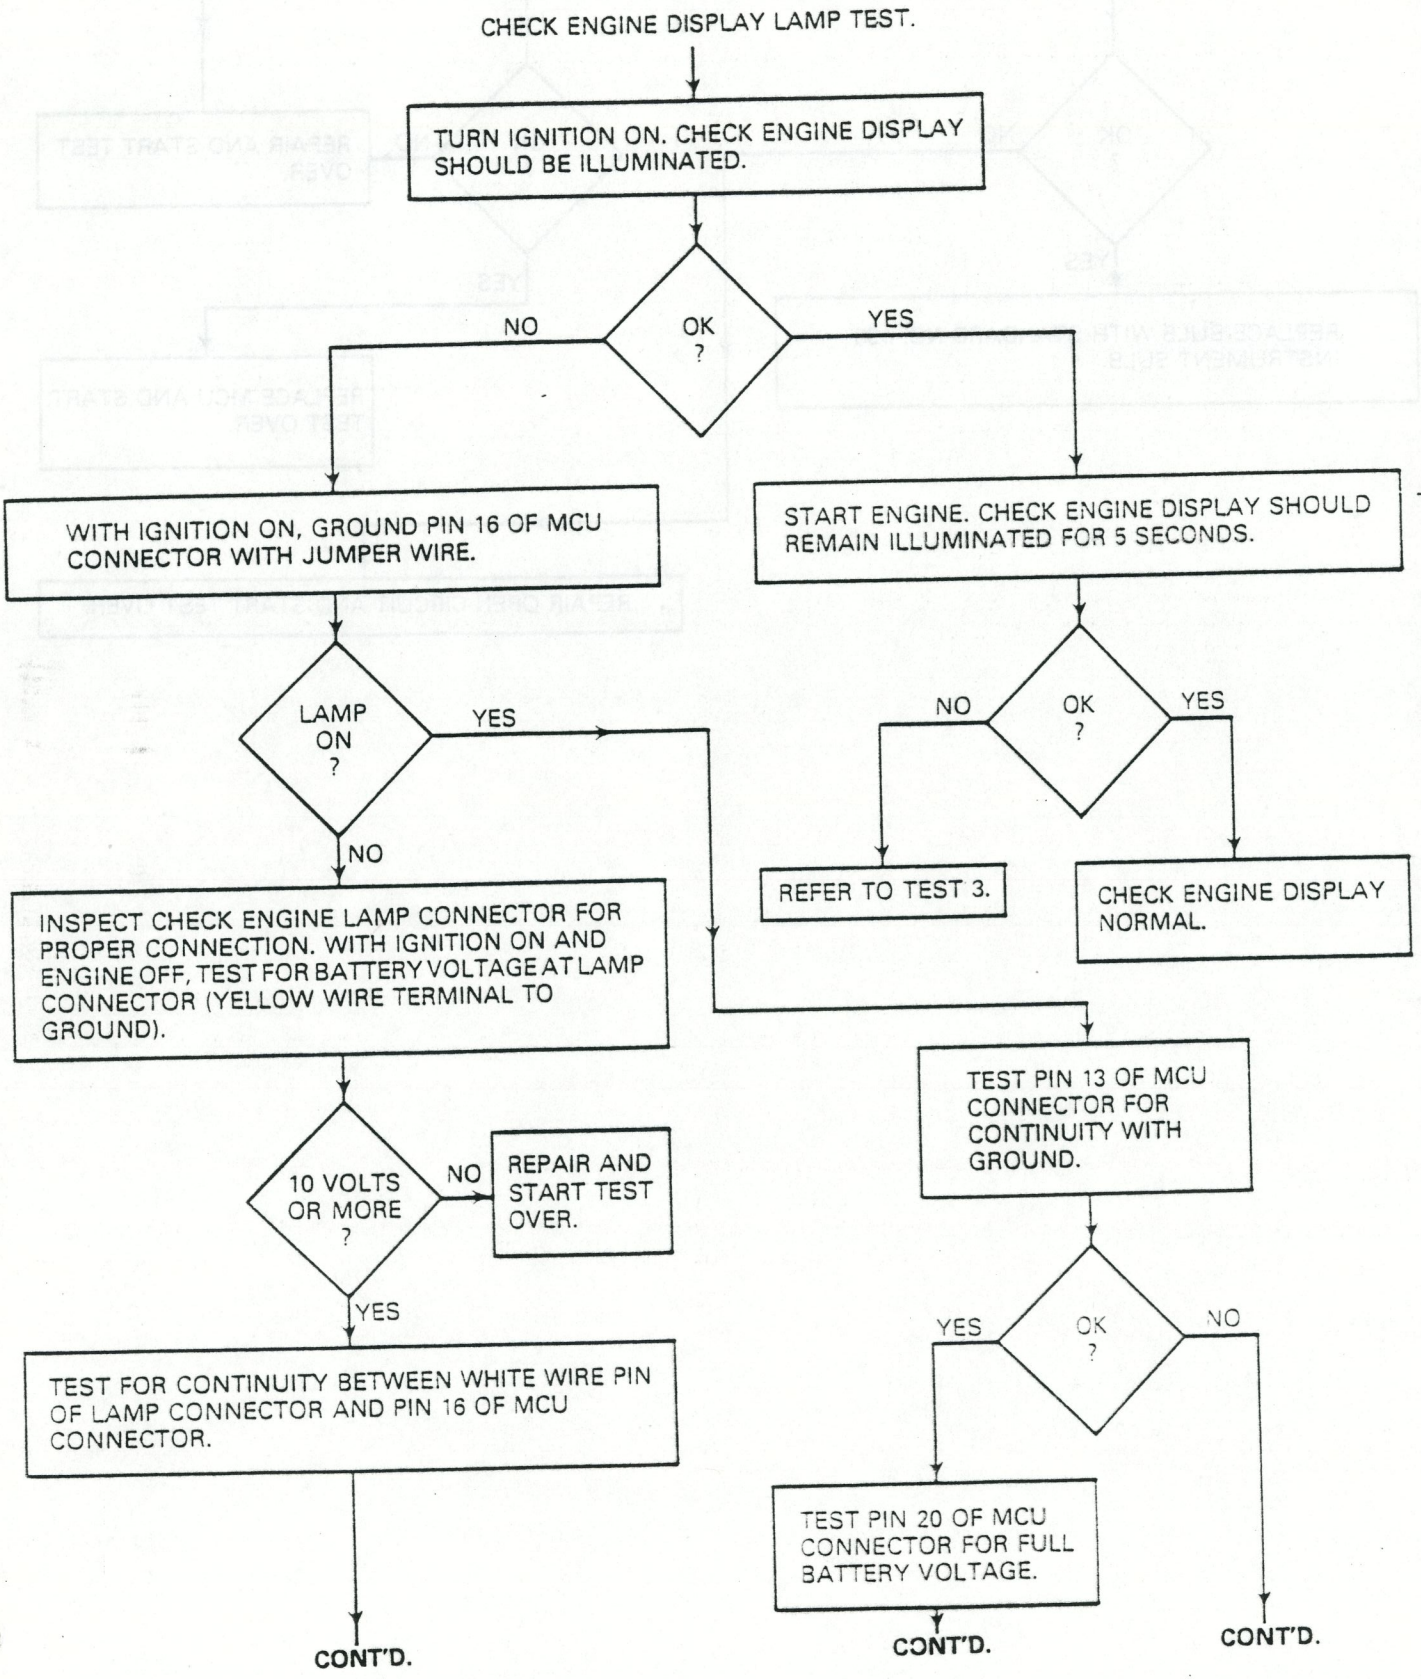 CHECK ENGINE DISPLAY LAMP TEST.
TURN IGNITION ON. CHECK ENGINE DISPLAY
SHOULD BE ILLUMINATED.
OK
?
NO
YES
WITH IGNITION ON, GROUND PIN 16 OF MCU
CONNECTOR WITH JUMPER WIRE.
START ENGINE. CHECK ENGINE DISPLAY SHOULD
REMAIN ILLUMINATED FOR 5 SECONDS.
LAMP
ON
?
YES
NO
OK
?
NO
YES
REFER TO TEST 3.
CHECK ENGINE DISPLAY
NORMAL.
INSPECT CHECK ENGINE LAMP CONNECTOR FOR
PROPER CONNECTION. WITH IGNITION ON AND
ENGINE OFF, TEST FOR BATTERY VOLTAGE AT LAMP
CONNECTOR (YELLOW WIRE TERMINAL TO
GROUND).
TEST PIN 13 OF MCU
CONNECTOR FOR
CONTINUITY WITH
GROUND.
10 VOLTS
OR MORE
?
NO
REPAIR AND
START TEST
OVER.
YES
OK
?
YES
NO
TEST FOR CONTINUITY BETWEEN WHITE WIRE PIN
OF LAMP CONNECTOR AND PIN 16 OF MCU
CONNECTOR.
TEST PIN 20 OF MCU
CONNECTOR FOR FULL
BATTERY VOLTAGE.
CONT'D.
CONT'D.
CONT'D.